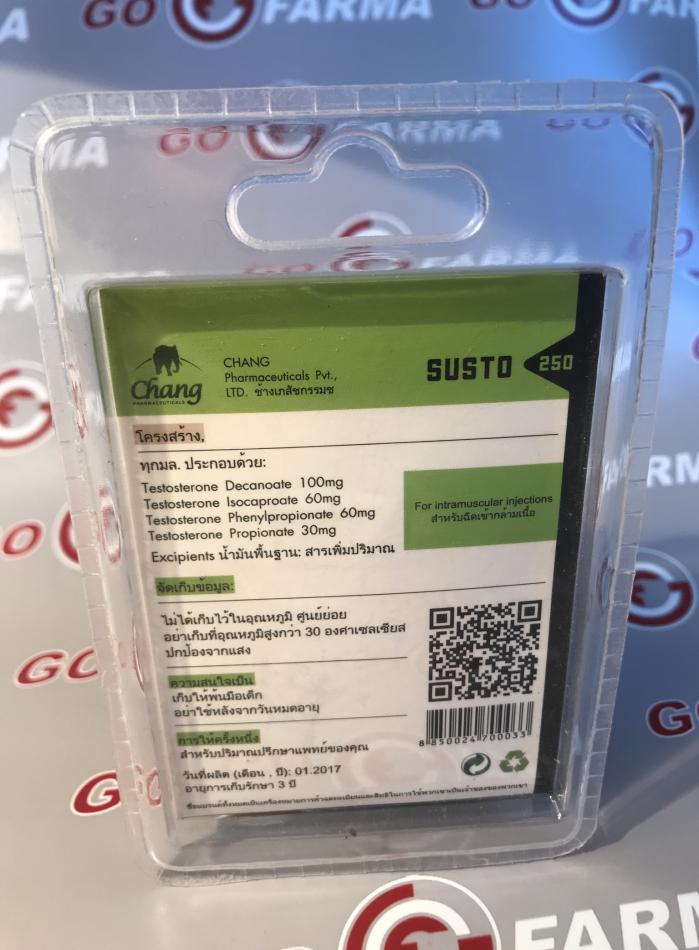 GO FARMA
FARMA
GO FARMA
GO FARMA
CHANG
Pharmaceuticals Pvt.,
LTD. ช้างเภสัชกรรมช
Chang
PHARMACEUTICALS
SUSTO 250
โครงสร้าง,
ทุกมล. ประกอบด้วย:
Testosterone Decanoate 100mg
Testosterone Isocaproate 60mg
Testosterone Phenylpropionate 60mg
Testosterone Propionate 30mg
Excipients น้ำมันพื้นฐาน: สารเพิ่มปริมาณ
For intramuscular injections
สำหรับฉีดเข้ากล้ามเนื้อ
จัดเก็บข้อมูล:
ไม่ได้เก็บไว้ในอุณหภูมิ ศูนย์ย่อย
อย่าเก็บที่อุณหภูมิสูงกว่า 30 องศาเซลเซียส
ปกป้องจากแสง
ความสนใจเป็น
เก็บให้พ้นมือเด็ก
อย่าใช้หลังจากวันหมดอายุ
การให้ครั้งหนึ่ง
สำหรับปริมาณปรึกษาแพทย์ของคุณ
วันที่ผลิต (เดือน , ปี): 01.2017
อายุการเก็บรักษา 3 ปี
8 850024 700033
GO FARMA